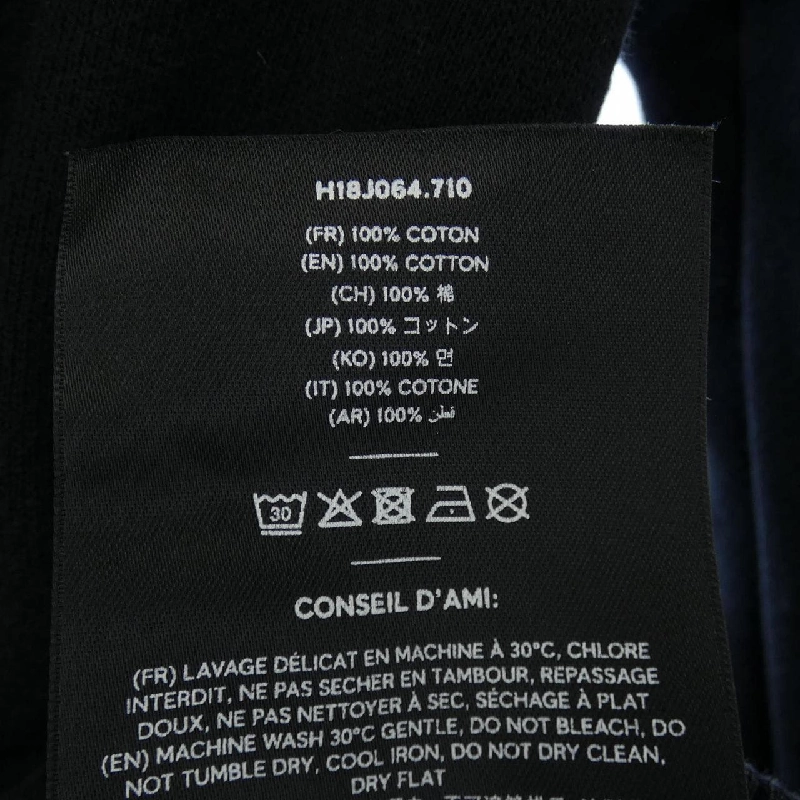 H18J064.710
(FR) 100% COTON
(EN) 100% COTTON
(CH) 100% 棉
(JP) 100% コットン
(KO) 100% 면
(IT) 100% COTONE
(AR) 100% قطن
30
CONSEIL D'AMI:
(FR) LAVAGE DÉLICAT EN MACHINE À 30°C, CHLORE
INTERDIT, NE PAS SECHER EN TAMBOUR, REPASSAGE
DOUX, NE PAS NETTOYER À SEC, SÉCHAGE À PLAT
(EN) MACHINE WASH 30°C GENTLE, DO NOT BLEACH, DO
NOT TUMBLE DRY, COOL IRON, DO NOT DRY CLEAN,
DRY FLAT